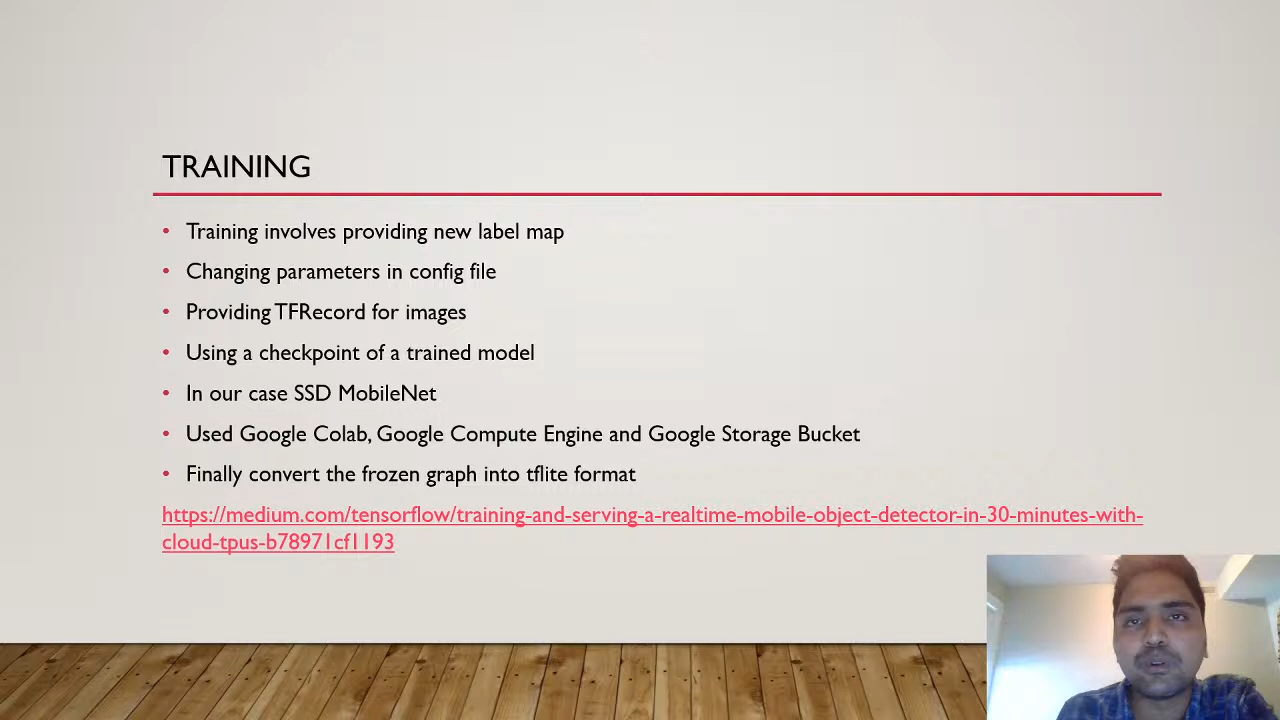 TRAINING
Training involves providing new label map
Changing parameters in config file
Providing TFRecord for images
Using a checkpoint of a trained model
In our case SSD MobileNet
Used Google Colab, Google Compute Engine and Google Storage Bucket
Finally convert the frozen graph into tflite format
https://medium.com/tensorflow/training-and-serving-a-realtime-mobile-object-detector-in-30-minutes-with-
cloud-tpus-b78971cf1193